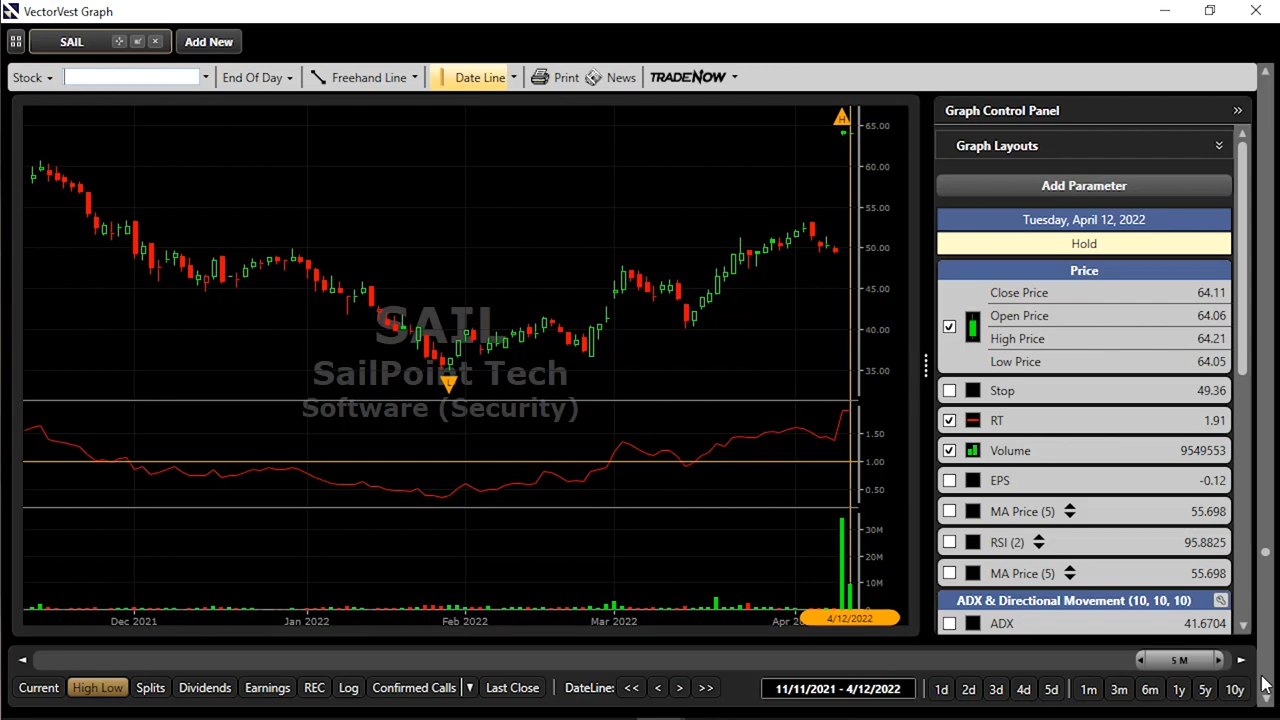 VectorVest Graph
SAIL Add New
Stock End Of Day Freehand Line Date Line Print News TRADENOW
H
65.00
60.00
55.00
50.00
45.00
40.00
35.00
SAIL
SailPoint Tech
L
Software (Security)
1.50
1.00
0.50
30M
20M
10M
Dec 2021 Jan 2022 Feb 2022 Mar 2022 4/12/2022
Graph Control Panel
Graph Layouts
Add Parameter
Tuesday, April 12, 2022
Hold
Price
Close Price 64.11
Open Price 64.06
High Price 64.21
Low Price 64.05
Stop 49.36
RT 1.91
Volume 9549553
EPS -0.12
MA Price (5) 55.698
RSI (2) 95.8825
MA Price (5) 55.698
ADX & Directional Movement (10, 10, 10)
ADX 41.6704
5 M
Current High Low Splits Dividends Earnings REC Log Confirmed Calls Last Close DateLine: << < > >> 11/11/2021 - 4/12/2022 1d 2d 3d 4d 5d 1m 3m 6m 1y 5y 10y